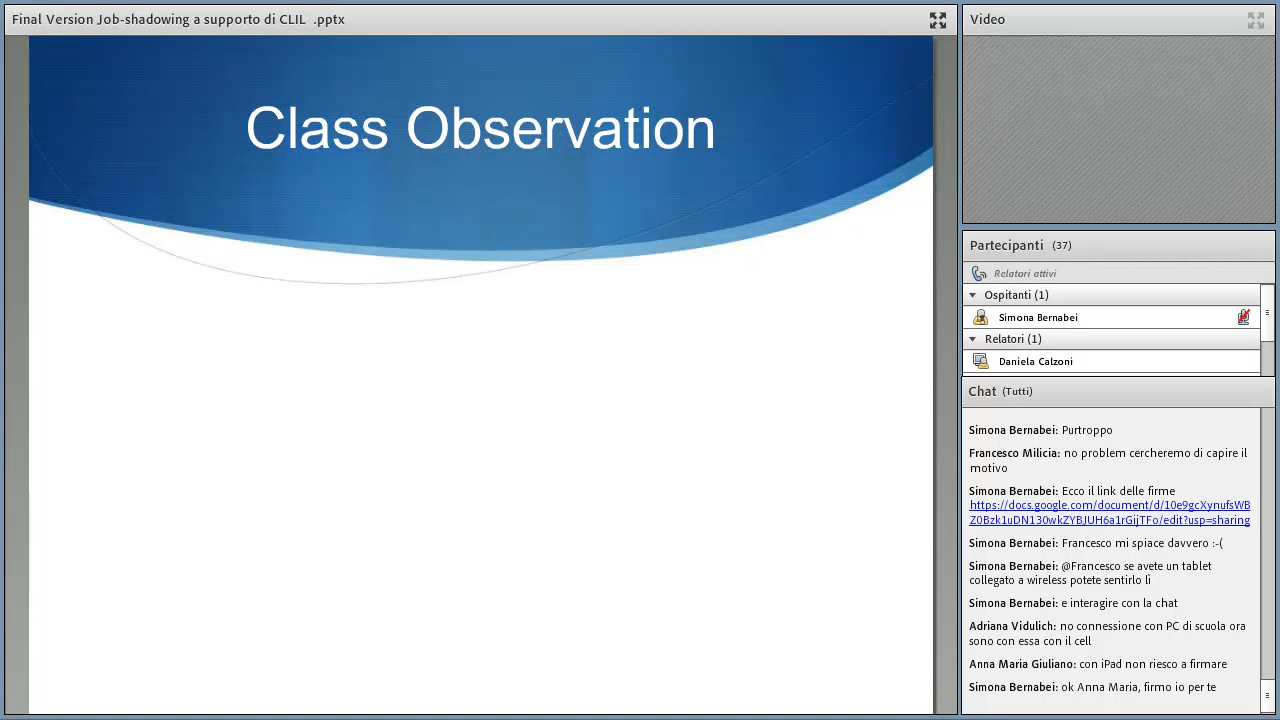 Final Version Job-shadowing a supporto di CLIL .pptx
Class Observation
Video
Partecipanti (37)
Relatori attivi
Ospitanti (1)
Simona Bernabei
Relatori (1)
Daniela Calzoni
Chat (Tutti)
Simona Bernabei: Purtroppo
Francesco Milicia: no problem cercheremo di capire il
motivo
Simona Bernabei: Ecco il link delle firme
https://docs.google.com/document/d/10e9gcXynufsWB
Z0Bzk1uDN130wkZYBJUH6a1rGijTFo/edit?usp=sharing
Simona Bernabei: Francesco mi spiace davvero :-(
Simona Bernabei: @Francesco se avete un tablet
collegato a wireless potete sentirlo lì
Simona Bernabei: e interagire con la chat
Adriana Vidulich: no connessione con PC di scuola ora
sono con essa con il cell
Anna Maria Giuliano: con iPad non riesco a firmare
Simona Bernabei: ok Anna Maria, firmo io per te